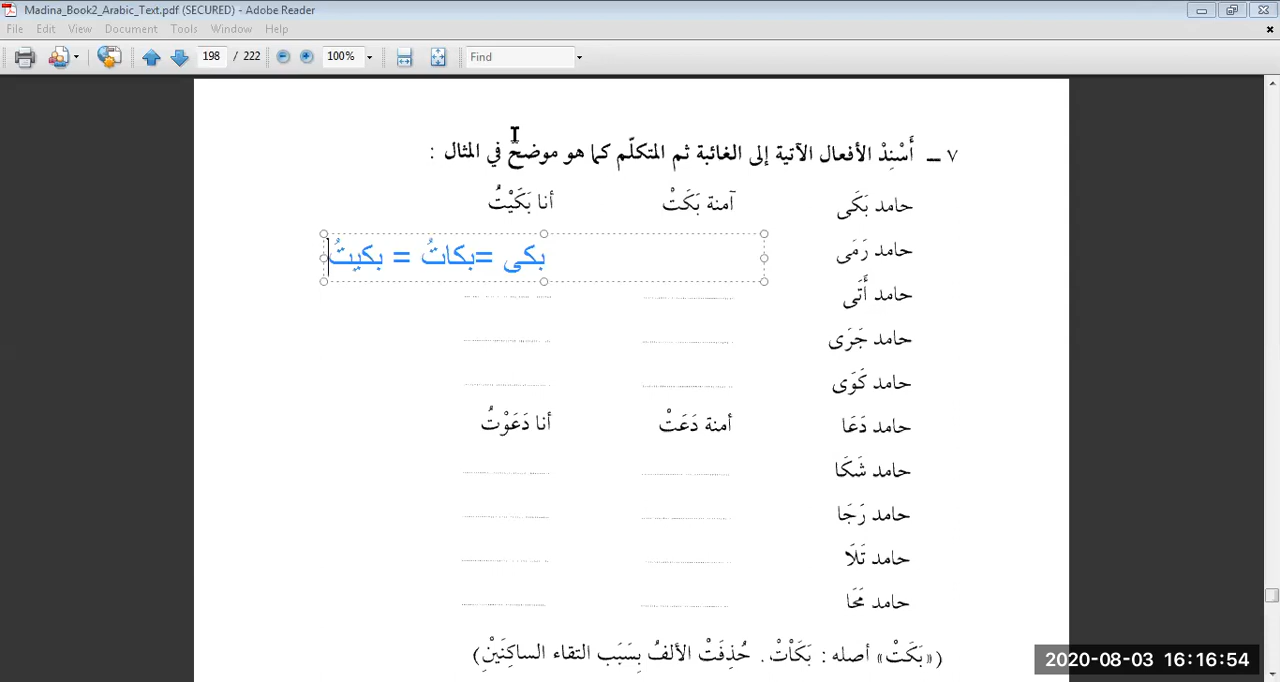 Madina_Book2_Arabic_Text.pdf (SECURED) - Adobe Reader
File Edit View Document Tools Window Help
198 / 222 100% Find
٧ ــ أَسْنِدْ الأفعال الآتية إلى الغائبة ثم المتكلّم كما هو موضحٌ في المثال :
حامد بَكَى آمنة بَكَتْ أنا بَكَيْتُ
حامد رَمَى
بكى =بكاتُ = بكيتُ
حامد أَتَى
حامد جَرَى
حامد كَوَى
حامد دَعَا أمنة دَعَتْ أنا دَعَوْتُ
حامد شَكَا
حامد رَجَا
حامد تَلَا
حامد مَحَا
(«بَكَتْ» أصله : بَكَاْتْ. حُذِفَتْ الألفُ بِسَبَب التقاء الساكِنَيْنِ)
2020-08-03 16:16:54